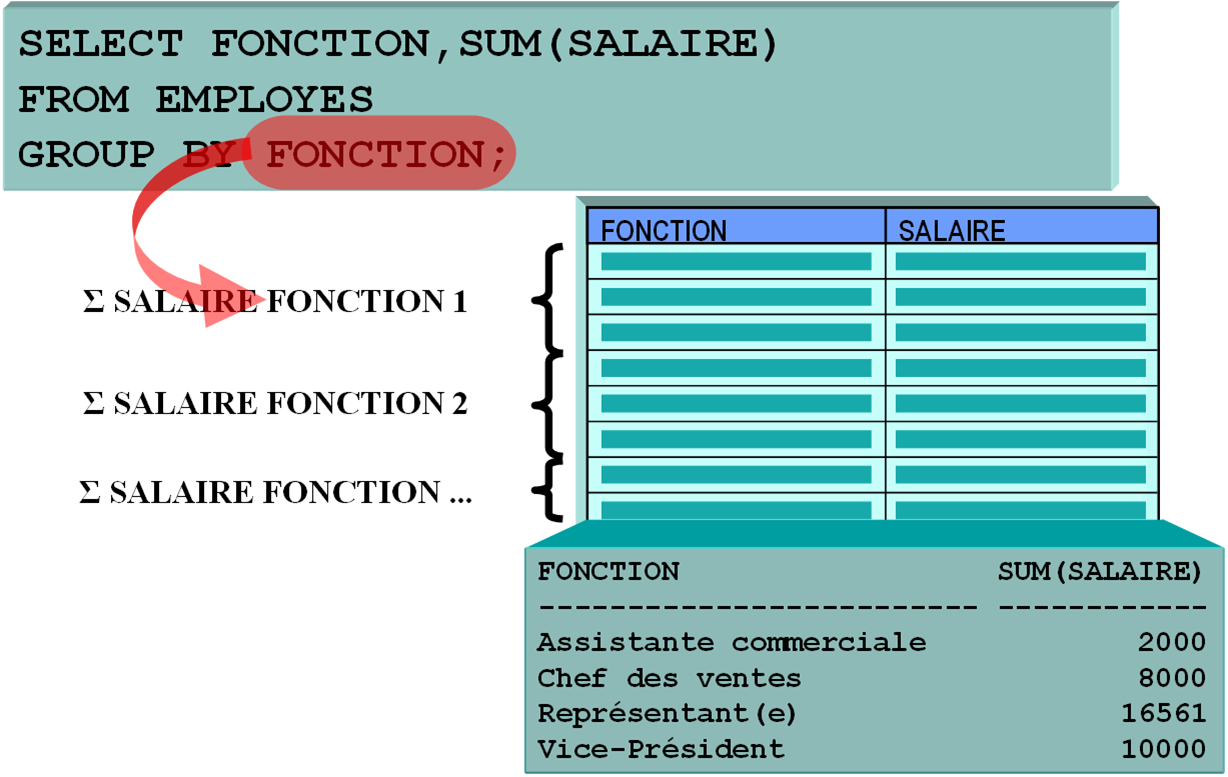 SELECT FONCTION,SUM(SALAIRE)
FROM EMPLOYES
GROUP BY FONCTION;
FONCTION SALAIRE
Σ SALAIRE FONCTION 1
Σ SALAIRE FONCTION 2
Σ SALAIRE FONCTION ...
FONCTION SUM(SALAIRE)
-------------------------- ------------
Assistante commerciale 2000
Chef des ventes 8000
Représentant(e) 16561
Vice-Président 10000